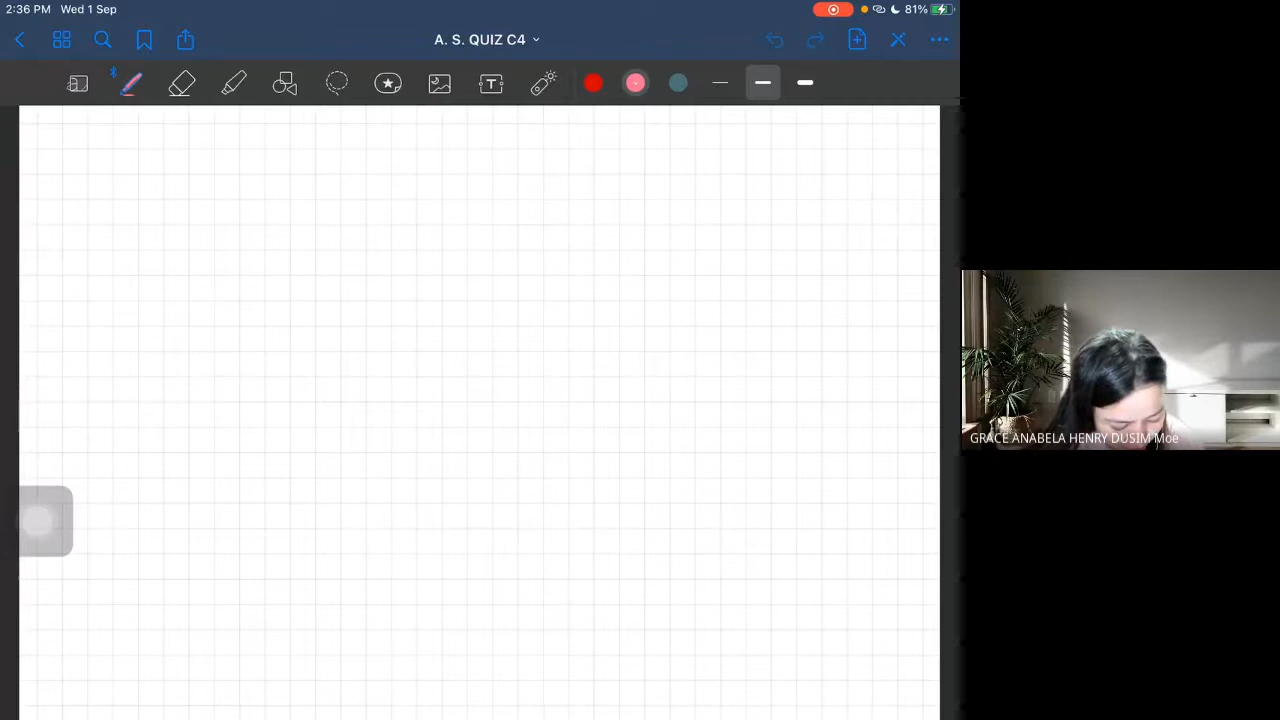 2:36 PM Wed 1 Sep
81%
A. S. QUIZ C4
T
GRACE ANABELA HENRY DUSIM Moe